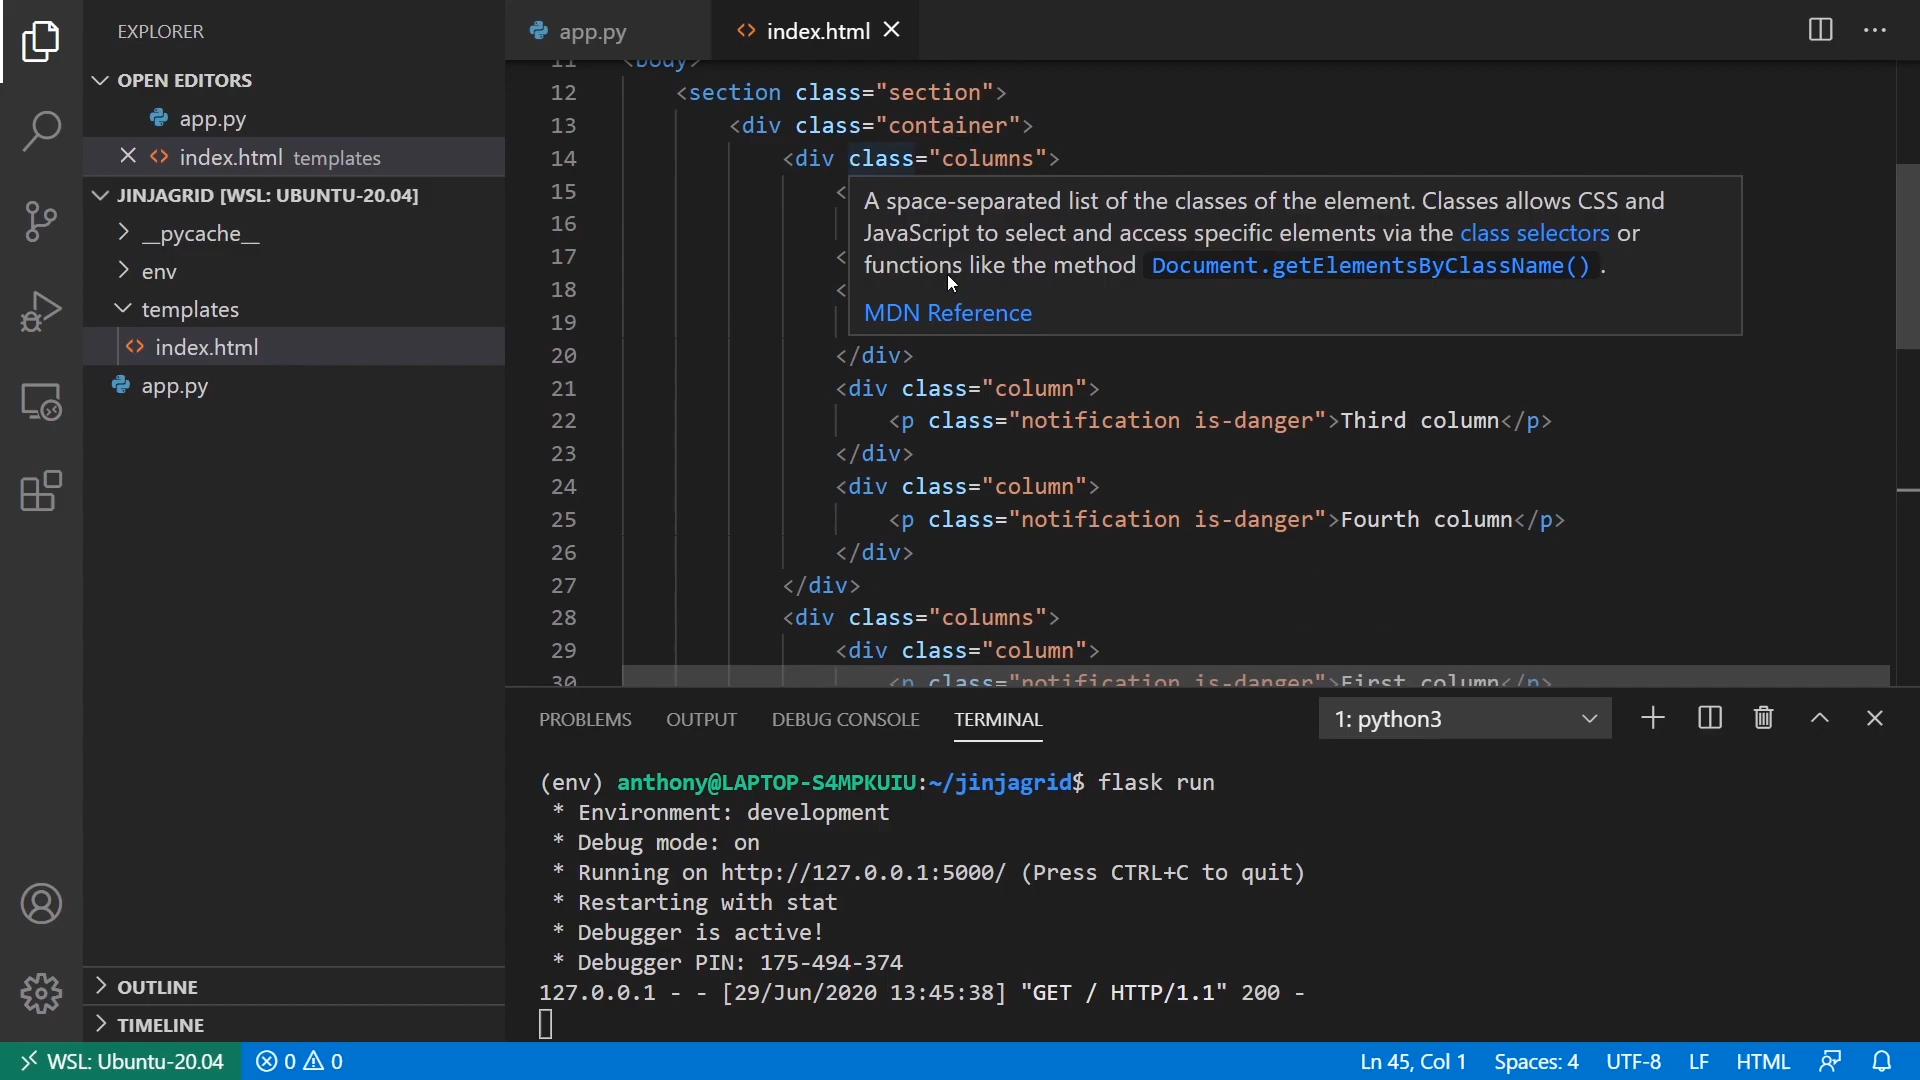 EXPLORER
OPEN EDITORS
app.py
index.html templates
JINJAGRID [WSL: UBUNTU-20.04]
__pycache__
env
templates
index.html
app.py
OUTLINE
TIMELINE
app.py
index.html
11 <body>
12 <section class="section">
13 <div class="container">
14 <div class="columns">
15 <
16
17 <
18 <
19
A space-separated list of the classes of the element. Classes allows CSS and
JavaScript to select and access specific elements via the class selectors or
functions like the method Document.getElementsByClassName() .
MDN Reference
20 </div>
21 <div class="column">
22 <p class="notification is-danger">Third column</p>
23 </div>
24 <div class="column">
25 <p class="notification is-danger">Fourth column</p>
26 </div>
27 </div>
28 <div class="columns">
29 <div class="column">
30 <p class="notification is-danger">First column</p>
PROBLEMS OUTPUT DEBUG CONSOLE TERMINAL 1: python3
(env) anthony@LAPTOP-S4MPKUIU:~/jinjagrid$ flask run
* Environment: development
* Debug mode: on
* Running on http://127.0.0.1:5000/ (Press CTRL+C to quit)
* Restarting with stat
* Debugger is active!
* Debugger PIN: 175-494-374
127.0.0.1 - - [29/Jun/2020 13:45:38] "GET / HTTP/1.1" 200 -
WSL: Ubuntu-20.04 0 0 Ln 45, Col 1 Spaces: 4 UTF-8 LF HTML